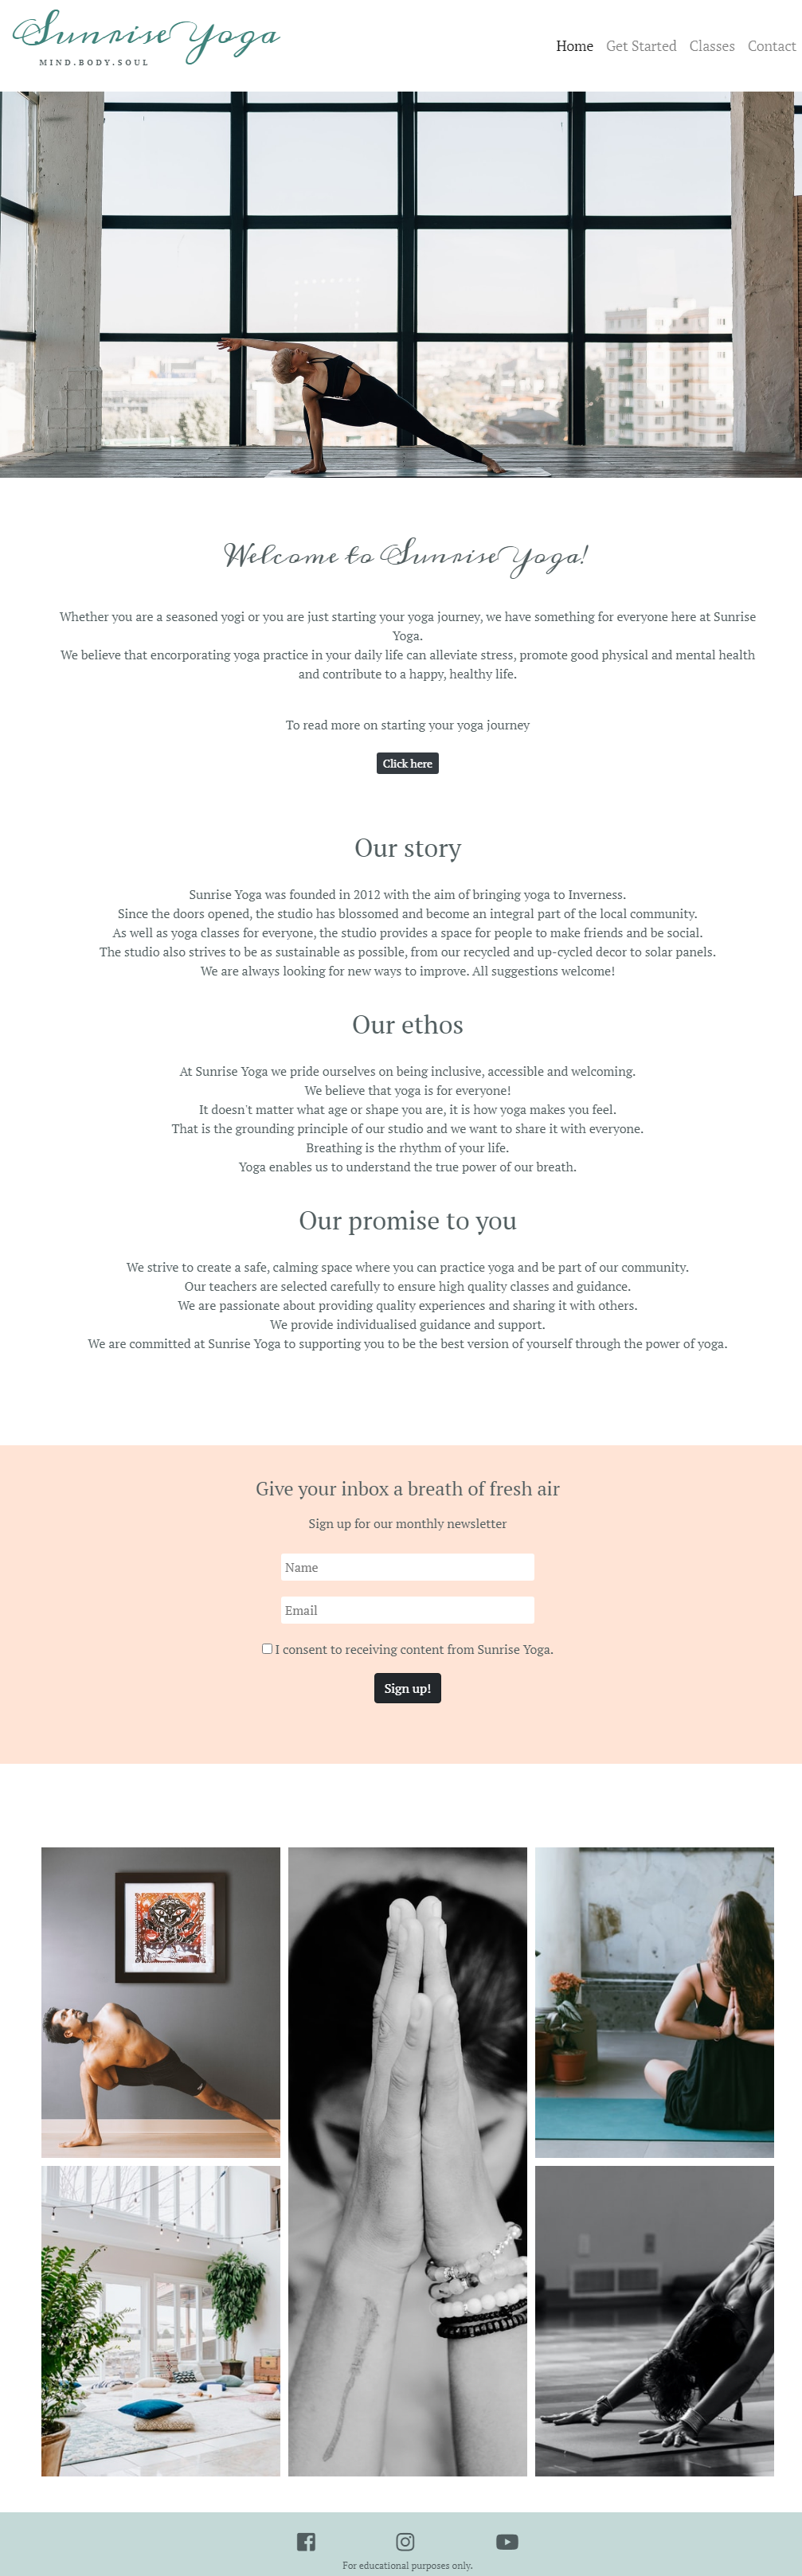 Sunrise Yoga
MIND.BODY.SOUL
Home Get Started Classes Contact
Welcome to Sunrise Yoga!
Whether you are a seasoned yogi or you are just starting your yoga journey, we have something for everyone here at Sunrise
Yoga.
We believe that encorporating yoga practice in your daily life can alleviate stress, promote good physical and mental health
and contribute to a happy, healthy life.
To read more on starting your yoga journey
Click here
Our story
Sunrise Yoga was founded in 2012 with the aim of bringing yoga to Inverness.
Since the doors opened, the studio has blossomed and become an integral part of the local community.
As well as yoga classes for everyone, the studio provides a space for people to make friends and be social.
The studio also strives to be as sustainable as possible, from our recycled and up-cycled decor to solar panels.
We are always looking for new ways to improve. All suggestions welcome!
Our ethos
At Sunrise Yoga we pride ourselves on being inclusive, accessible and welcoming.
We believe that yoga is for everyone!
It doesn't matter what age or shape you are, it is how yoga makes you feel.
That is the grounding principle of our studio and we want to share it with everyone.
Breathing is the rhythm of your life.
Yoga enables us to understand the true power of our breath.
Our promise to you
We strive to create a safe, calming space where you can practice yoga and be part of our community.
Our teachers are selected carefully to ensure high quality classes and guidance.
We are passionate about providing quality experiences and sharing it with others.
We provide individualised guidance and support.
We are committed at Sunrise Yoga to supporting you to be the best version of yourself through the power of yoga.
Give your inbox a breath of fresh air
Sign up for our monthly newsletter
Name
Email
I consent to receiving content from Sunrise Yoga.
Sign up!
For educational purposes only.